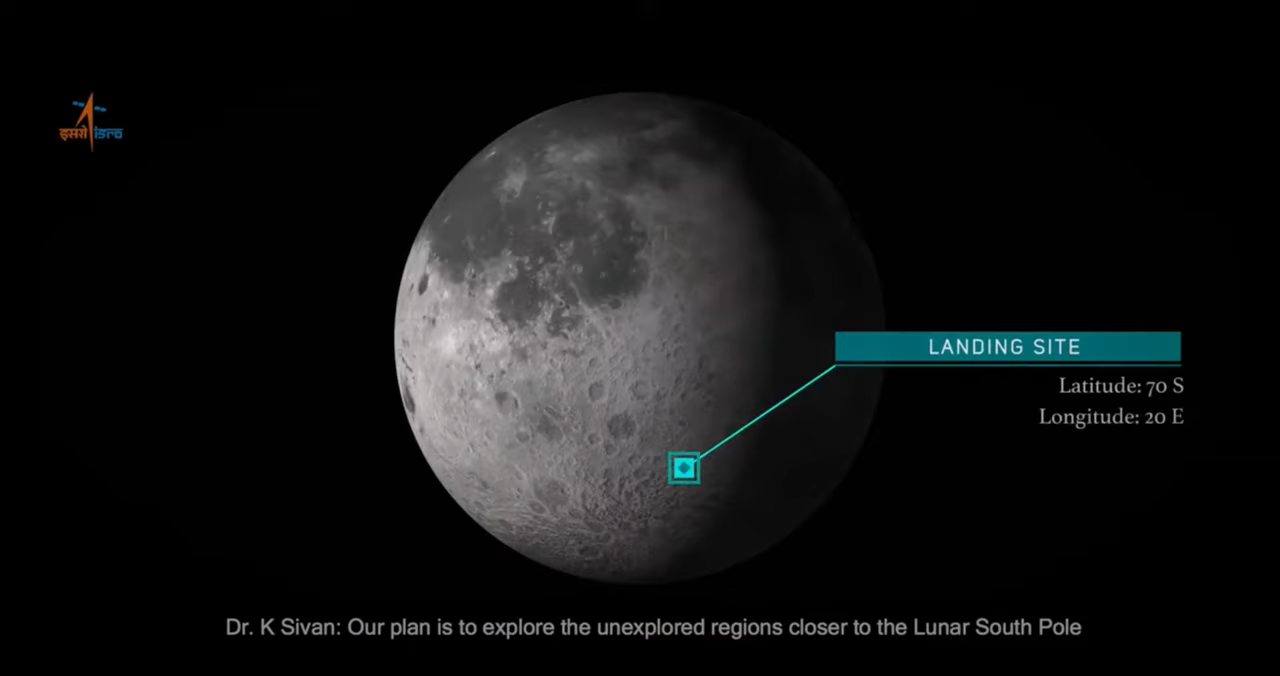 इसरो isro
LANDING SITE
Latitude: 70 S
Longitude: 20 E
Dr. K Sivan: Our plan is to explore the unexplored regions closer to the Lunar South Pole